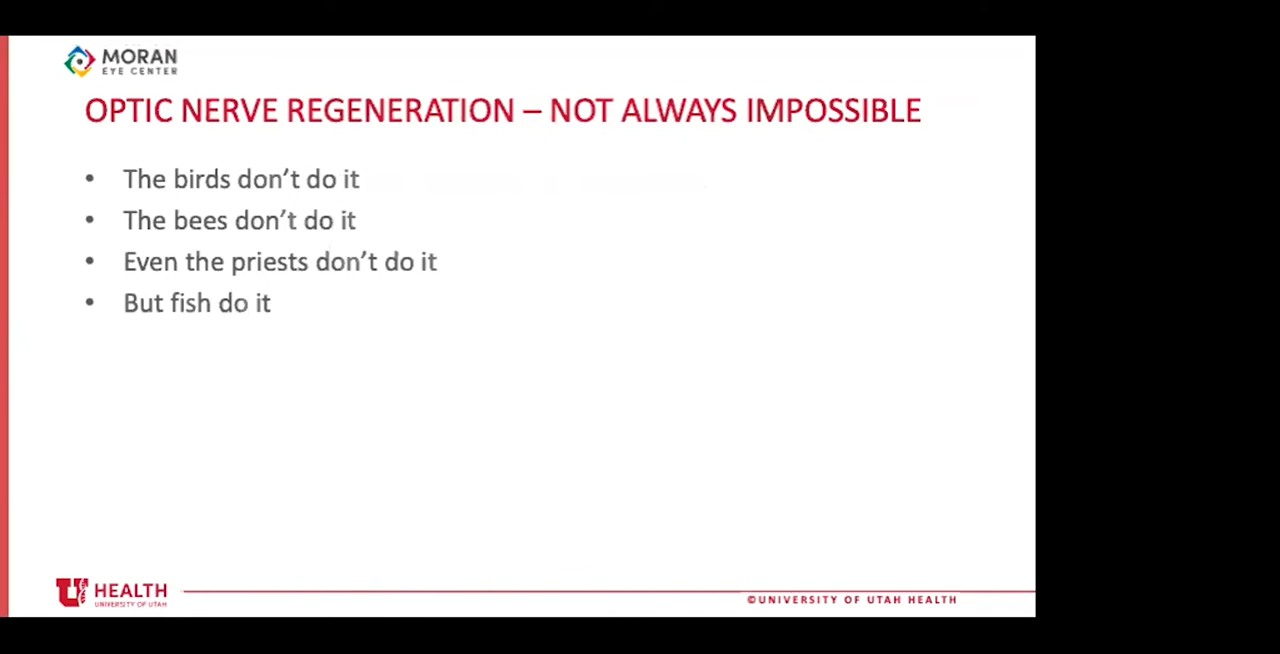 MORAN
EYE CENTER
OPTIC NERVE REGENERATION – NOT ALWAYS IMPOSSIBLE
• The birds don’t do it
• The bees don’t do it
• Even the priests don’t do it
• But fish do it
U HEALTH
UNIVERSITY OF UTAH
©UNIVERSITY OF UTAH HEALTH